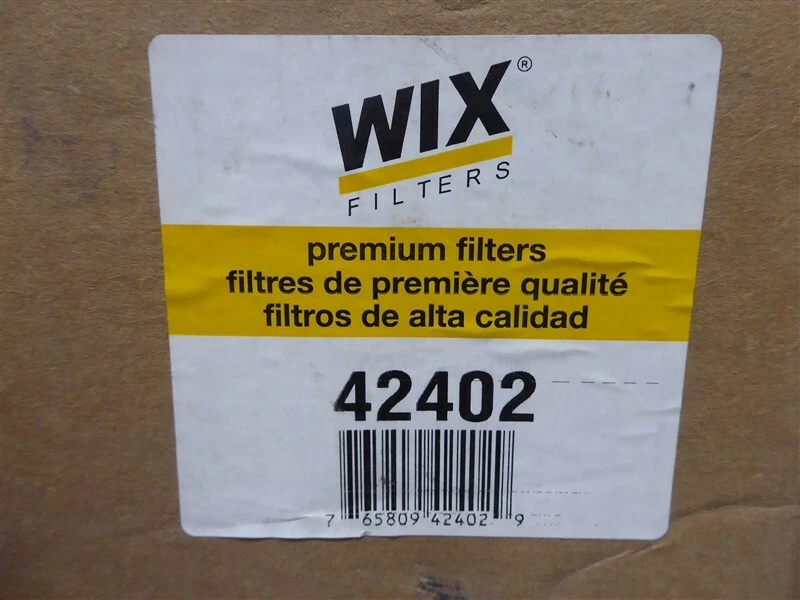 WIX®
FILTERS
premium filters
filtres de première qualité
filtros de alta calidad
42402
7 65809 42402 9